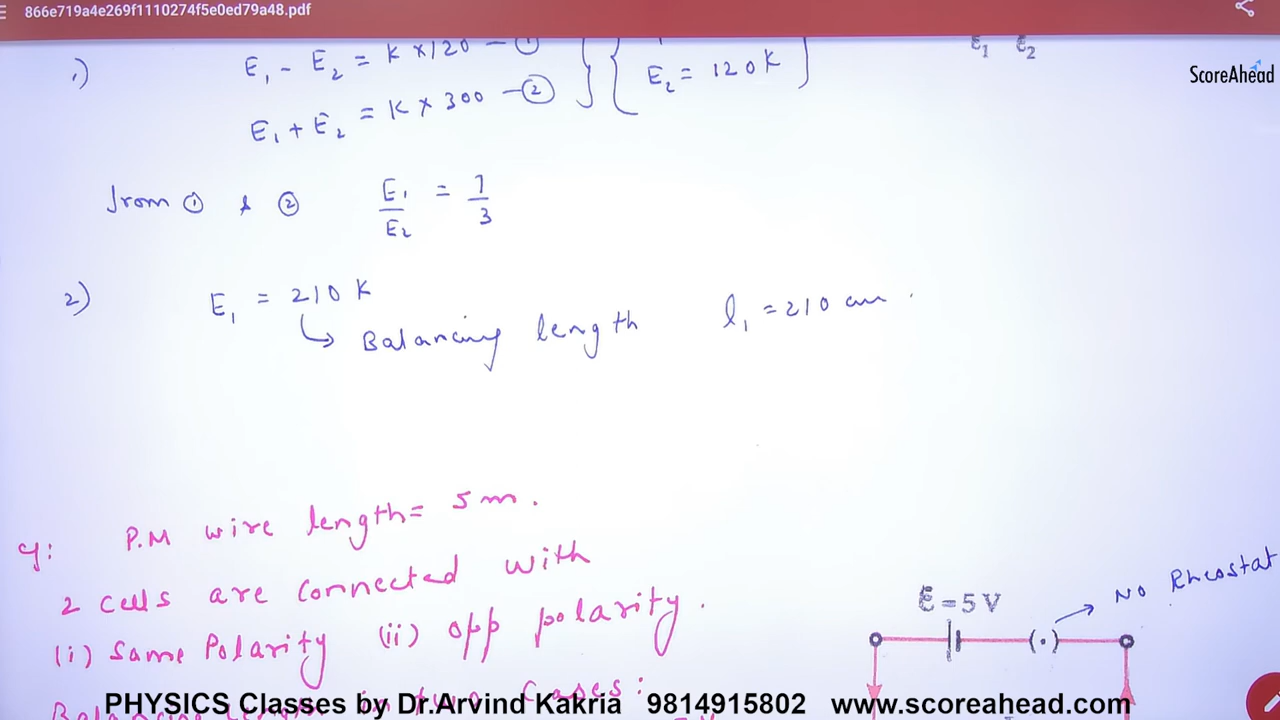 866e719a4e269f1110274f5e0ed79a48.pdf
ScoreAhead
1) E₁ - E₂ = K × 120 — ①
E₁ + E₂ = K × 300 — ②
E₂ = 120 K
E₁ E₂
from ① & ② E₁/E₂ = 7/3
2) E₁ = 210 K
↳ Balancing length l₁ = 210 cm.
Q: P.M wire length = 5 m.
2 cells are connected with
(i) Same Polarity (ii) opp polarity.
E = 5 V
(·) → No Rheostat
PHYSICS Classes by Dr.Arvind Kakria 9814915802 www.scoreahead.com